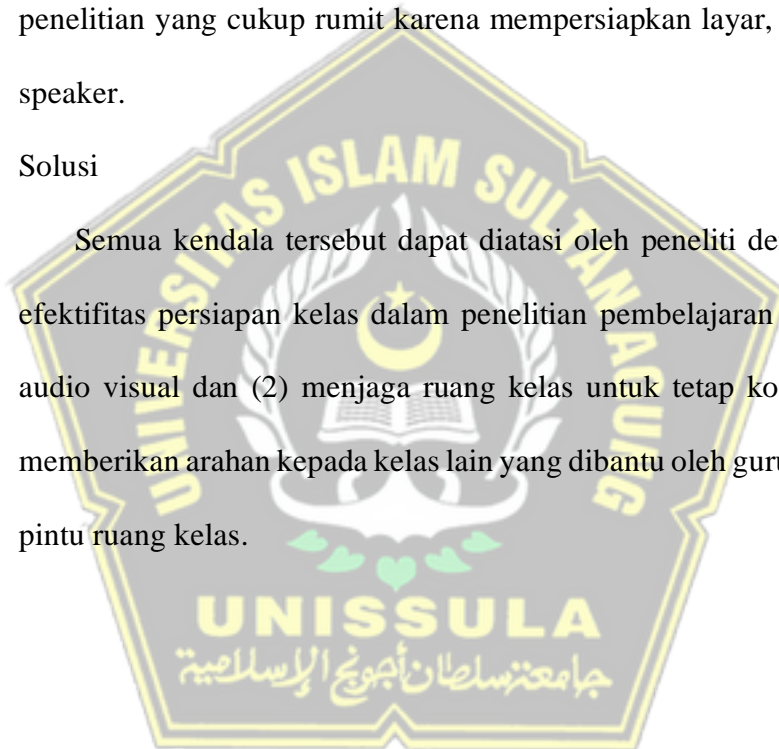 penelitian yang cukup rumit karena mempersiapkan layar,
speaker.
Solusi
Semua kendala tersebut dapat diatasi oleh peneliti de
efektifitas persiapan kelas dalam penelitian pembelajaran
audio visual dan (2) menjaga ruang kelas untuk tetap ko
memberikan arahan kepada kelas lain yang dibantu oleh guru
pintu ruang kelas.
UNIVERSITAS ISLAM SULTAN AGUNG
UNISSULA
جامعتسلطان أجونج الإسلامية